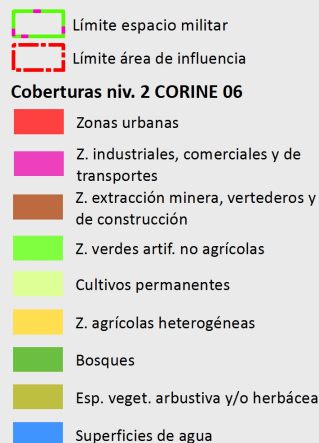 Límite espacio militar
Límite área de influencia
Coberturas niv. 2 CORINE 06
Zonas urbanas
Z. industriales, comerciales y de
transportes
Z. extracción minera, vertederos y
de construcción
Z. verdes artif. no agrícolas
Cultivos permanentes
Z. agrícolas heterogéneas
Bosques
Esp. veget. arbustiva y/o herbácea
Superficies de agua